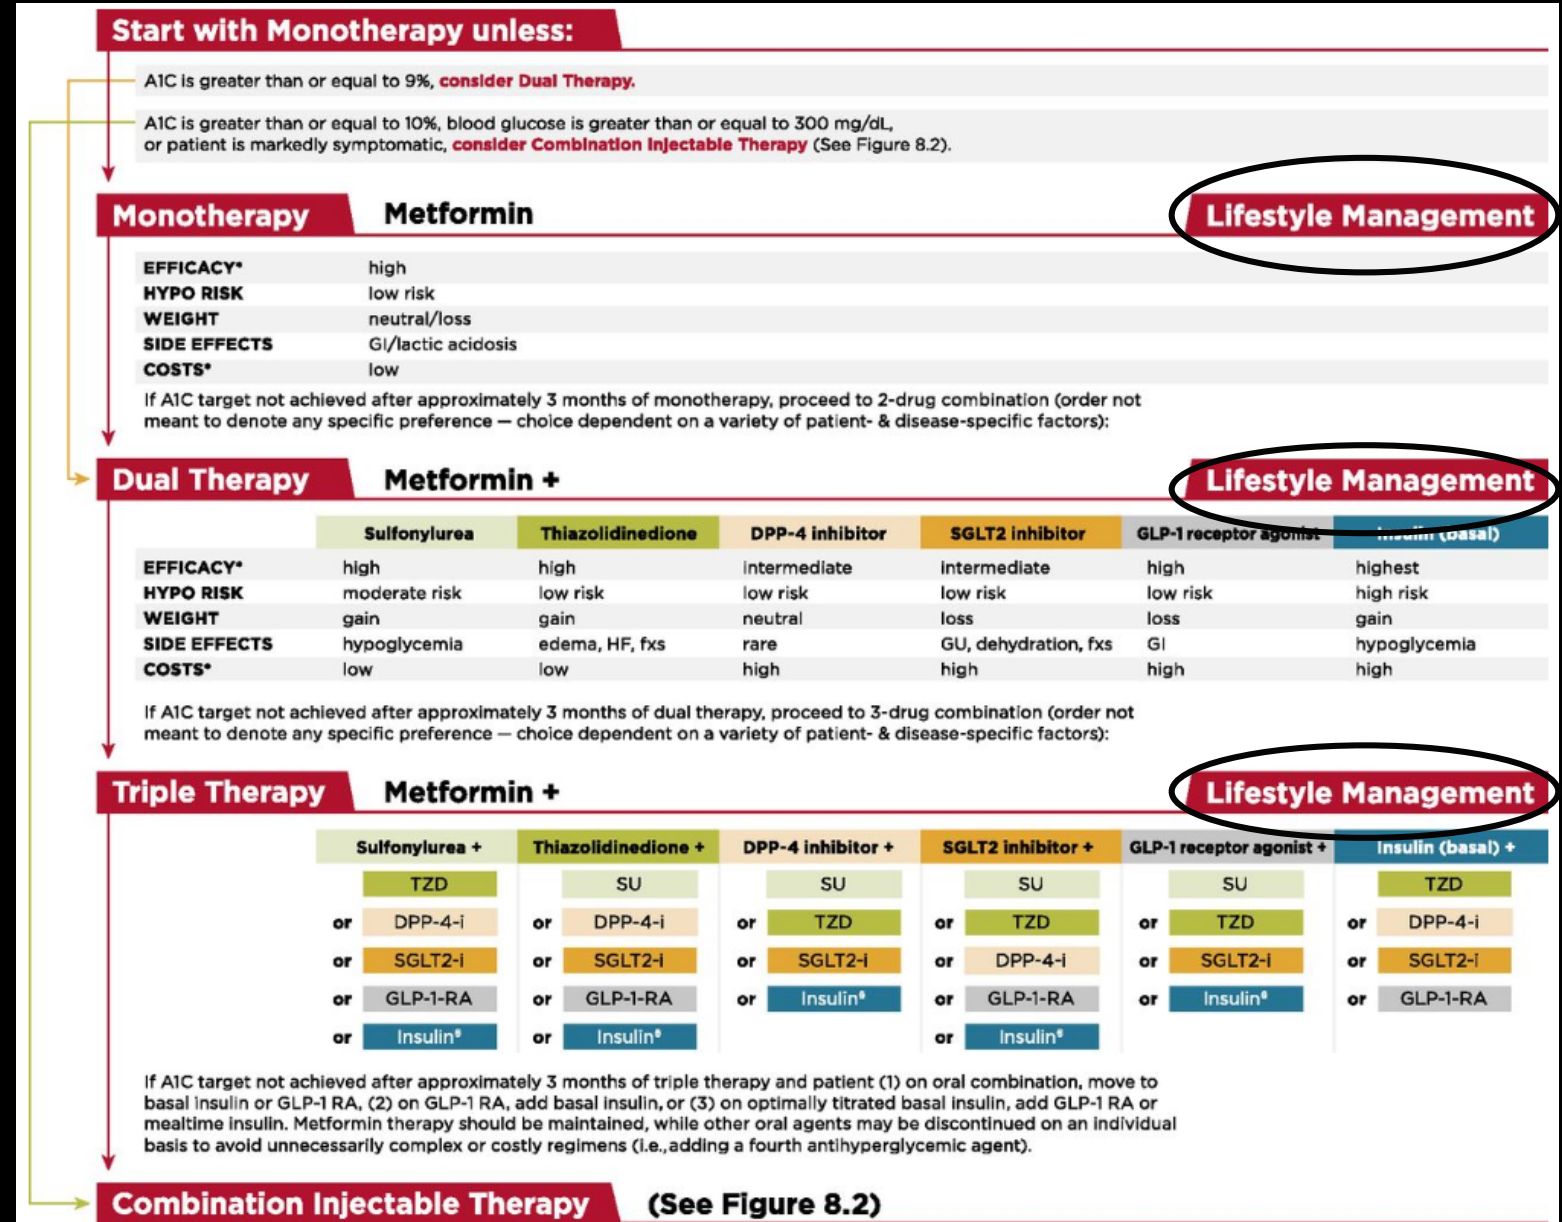 Start with Monotherapy unless:
A1C is greater than or equal to 9%, consider Dual Therapy.
A1C is greater than or equal to 10%, blood glucose is greater than or equal to 300 mg/dL,
or patient is markedly symptomatic, consider Combination Injectable Therapy (See Figure 8.2).
Monotherapy Metformin Lifestyle Management
EFFICACY* high
HYPO RISK low risk
WEIGHT neutral/loss
SIDE EFFECTS GI/lactic acidosis
COSTS* low
If A1C target not achieved after approximately 3 months of monotherapy, proceed to 2-drug combination (order not
meant to denote any specific preference — choice dependent on a variety of patient- & disease-specific factors):
Dual Therapy Metformin + Lifestyle Management
Sulfonylurea Thiazolidinedione DPP-4 inhibitor SGLT2 inhibitor GLP-1 receptor agonist Insulin (basal)
EFFICACY* high high intermediate intermediate high highest
HYPO RISK moderate risk low risk low risk low risk low risk high risk
WEIGHT gain gain neutral loss loss gain
SIDE EFFECTS hypoglycemia edema, HF, fxs rare GU, dehydration, fxs GI hypoglycemia
COSTS* low low high high high high
If A1C target not achieved after approximately 3 months of dual therapy, proceed to 3-drug combination (order not
meant to denote any specific preference — choice dependent on a variety of patient- & disease-specific factors):
Triple Therapy Metformin + Lifestyle Management
Sulfonylurea + Thiazolidinedione + DPP-4 inhibitor + SGLT2 inhibitor + GLP-1 receptor agonist + Insulin (basal) +
TZD SU SU SU SU TZD
or DPP-4-i or DPP-4-i or TZD or TZD or TZD or DPP-4-i
or SGLT2-i or SGLT2-i or SGLT2-i or DPP-4-i or SGLT2-i or SGLT2-i
or GLP-1-RA or GLP-1-RA or Insulin§ or GLP-1-RA or Insulin§ or GLP-1-RA
or Insulin§ or Insulin§ or Insulin§
If A1C target not achieved after approximately 3 months of triple therapy and patient (1) on oral combination, move to
basal insulin or GLP-1 RA, (2) on GLP-1 RA, add basal insulin, or (3) on optimally titrated basal insulin, add GLP-1 RA or
mealtime insulin. Metformin therapy should be maintained, while other oral agents may be discontinued on an individual
basis to avoid unnecessarily complex or costly regimens (i.e., adding a fourth antihyperglycemic agent).
Combination Injectable Therapy (See Figure 8.2)